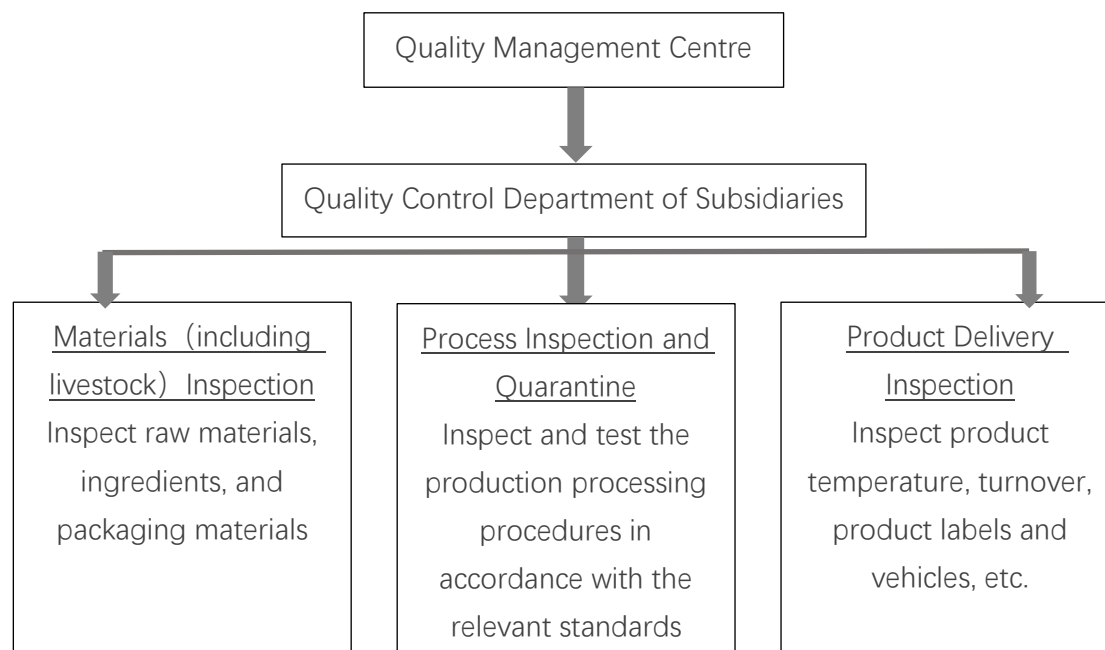 Quality Management Centre
Quality Control Department of Subsidiaries
Materials（including
livestock）Inspection
Inspect raw materials,
ingredients, and
packaging materials
Process Inspection and
Quarantine
Inspect and test the
production processing
procedures in
accordance with the
relevant standards
Product Delivery
Inspection
Inspect product
temperature, turnover,
product labels and
vehicles, etc.